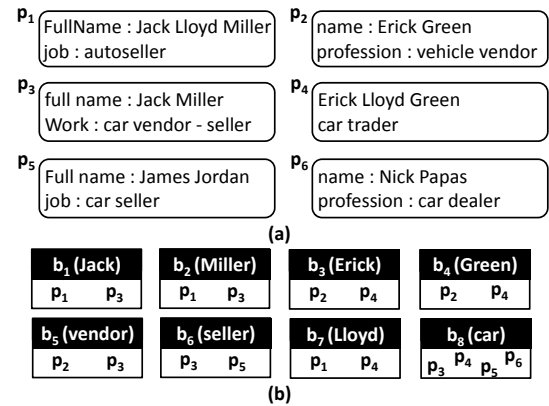 p1 FullName : Jack Lloyd Miller
job : autoseller
p2 name : Erick Green
profession : vehicle vendor
p3 full name : Jack Miller
Work : car vendor - seller
p4 Erick Lloyd Green
car trader
p5 Full name : James Jordan
job : car seller
p6 name : Nick Papas
profession : car dealer
(a)
b1 (Jack) b2 (Miller) b3 (Erick) b4 (Green)
p1 p3 p1 p3 p2 p4 p2 p4
b5 (vendor) b6 (seller) b7 (Lloyd) b8 (car)
p2 p3 p3 p5 p1 p4 p3 p4 p5 p6
(b)